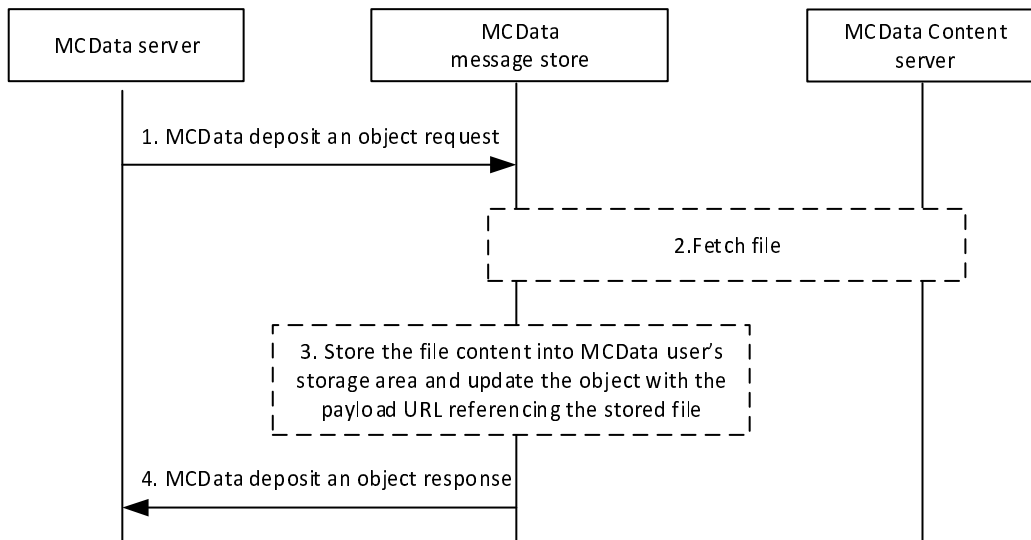 MCData server
MCData
message store
MCData Content
server
1. MCData deposit an object request
2.Fetch file
3. Store the file content into MCData user’s
storage area and update the object with the
payload URL referencing the stored file
4. MCData deposit an object response